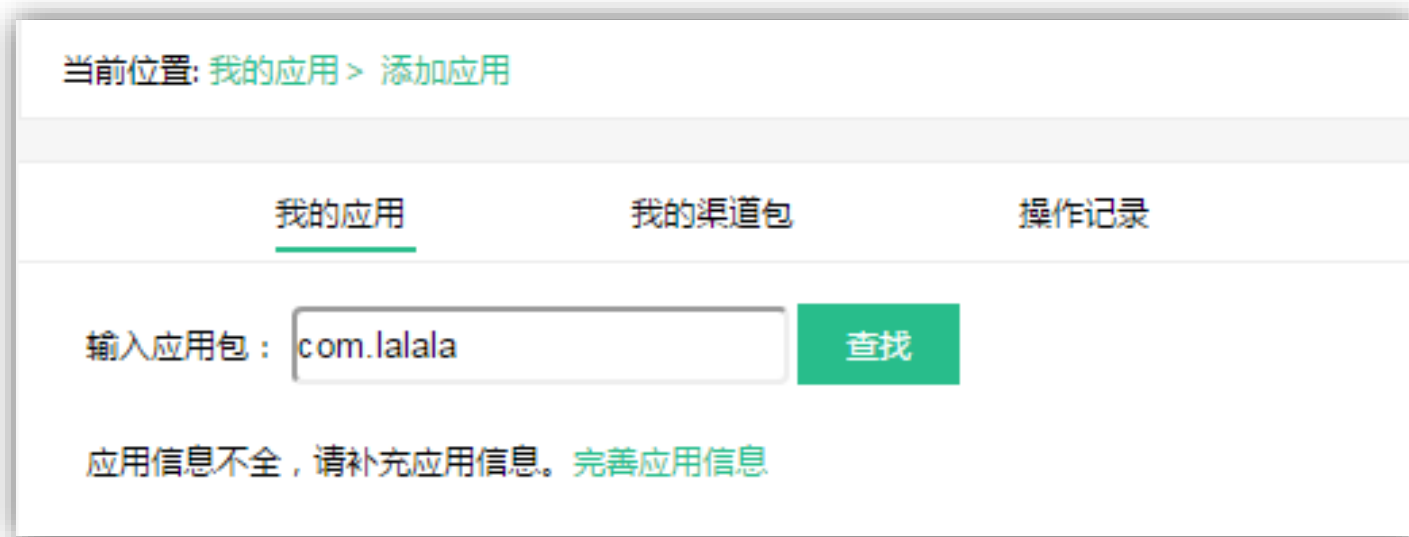 当前位置: 我的应用 > 添加应用
我的应用 我的渠道包 操作记录
输入应用包： com.lalala 查找
应用信息不全，请补充应用信息。完善应用信息